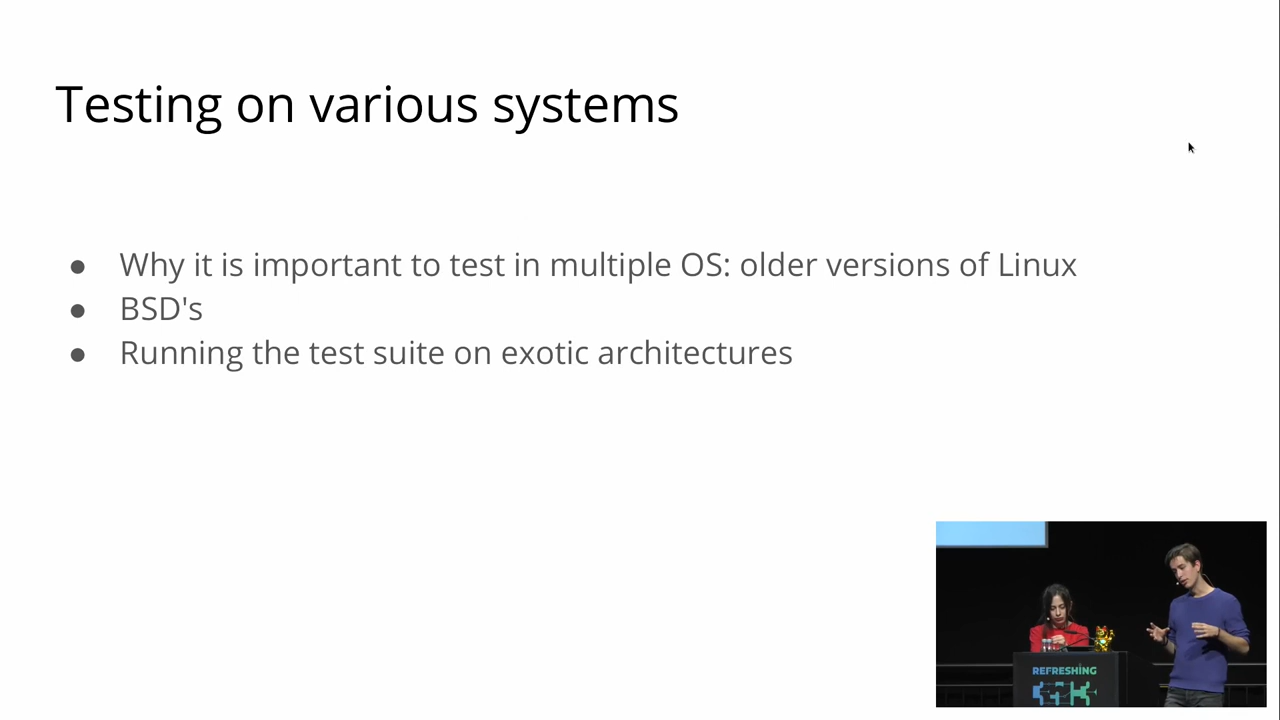 Testing on various systems
● Why it is important to test in multiple OS: older versions of Linux
● BSD's
● Running the test suite on exotic architectures
REFRESHING